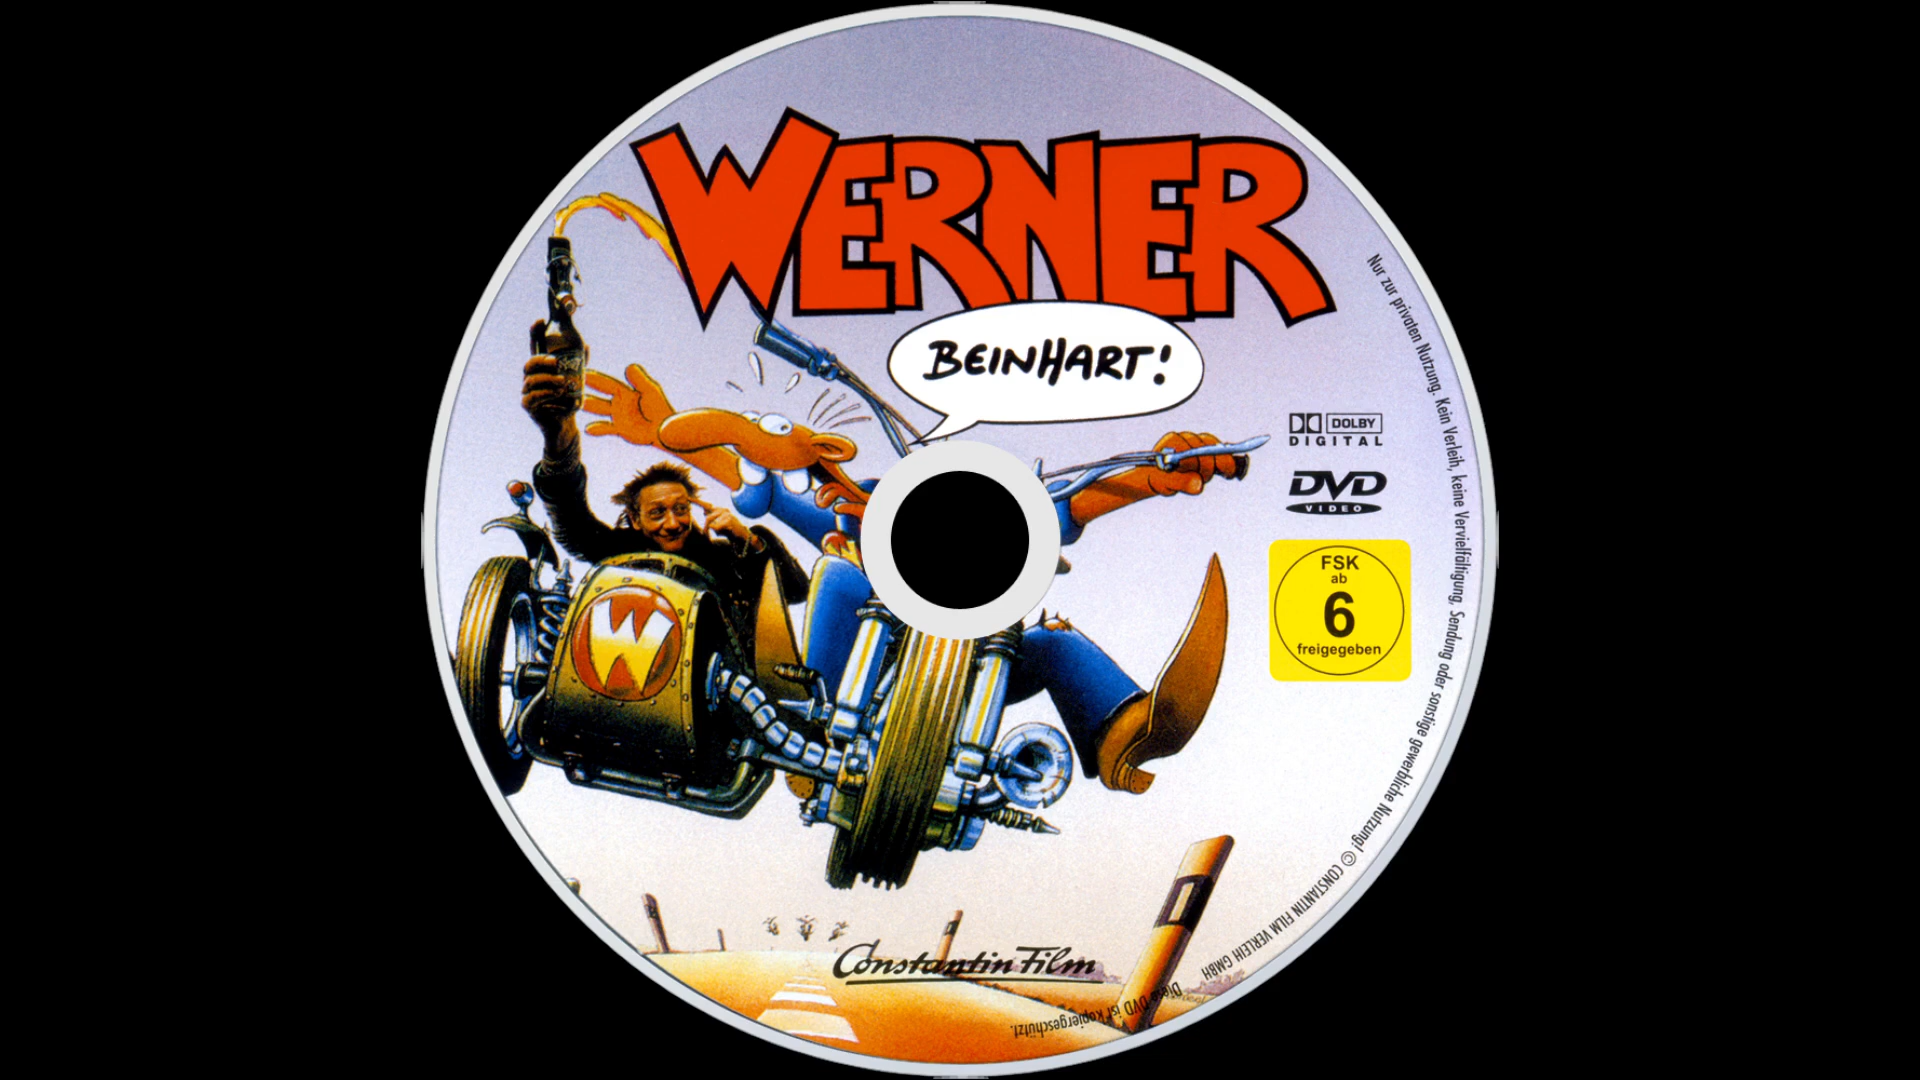 WERNER
BEINHART!
DOLBY
DIGITAL
DVD
VIDEO
FSK
ab
6
freigegeben
W
Constantin Film
Nur zur privaten Nutzung. Kein Verleih, keine Vervielfältigung, Sendung oder sonstige gewerbliche Nutzung! © CONSTANTIN FILM VERLEIH GMBH
Diese DVD ist kopiergeschützt.